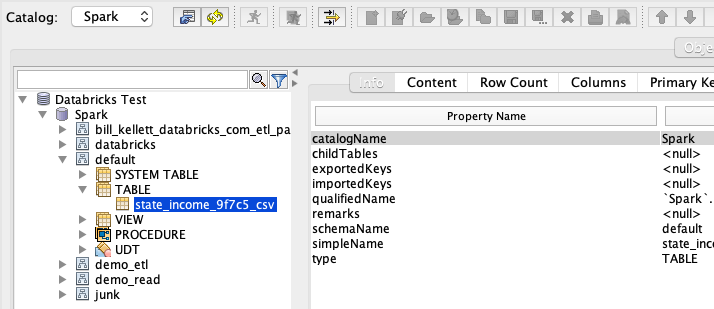 Catalog: Spark
Obje
Info Content Row Count Columns Primary Ke
Databricks Test
Spark
bill_kellett_databricks_com_etl_pa
databricks
default
SYSTEM TABLE
TABLE
state_income_9f7c5_csv
VIEW
PROCEDURE
UDT
demo_etl
demo_read
junk
Property Name
catalogName Spark
childTables <null>
exportedKeys <null>
importedKeys <null>
qualifiedName `Spark`.
remarks <null>
schemaName default
simpleName state_inco
type TABLE